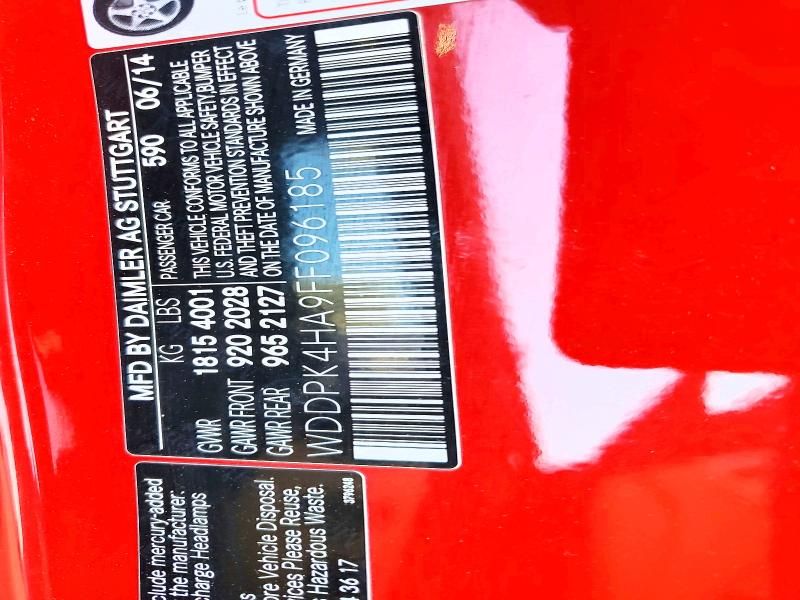 MFD BY DAIMLER AG STUTTGART
KG LBS PASSENGER CAR 590 06/14
GVWR 1815 4001 THIS VEHICLE CONFORMS TO ALL APPLICABLE
GAWR FRONT 920 2028 U.S. FEDERAL MOTOR VEHICLE SAFETY,BUMPER
GAWR REAR 965 2127 AND THEFT PREVENTION STANDARDS IN EFFECT
ON THE DATE OF MANUFACTURE SHOWN ABOVE
WDDPK4HA9FF096185 MADE IN GERMANY
clude mercury-added
the manufacturer.
charge Headlamps
ore Vehicle Disposal.
ices Please Reuse,
s Hazardous Waste.
4 36 17